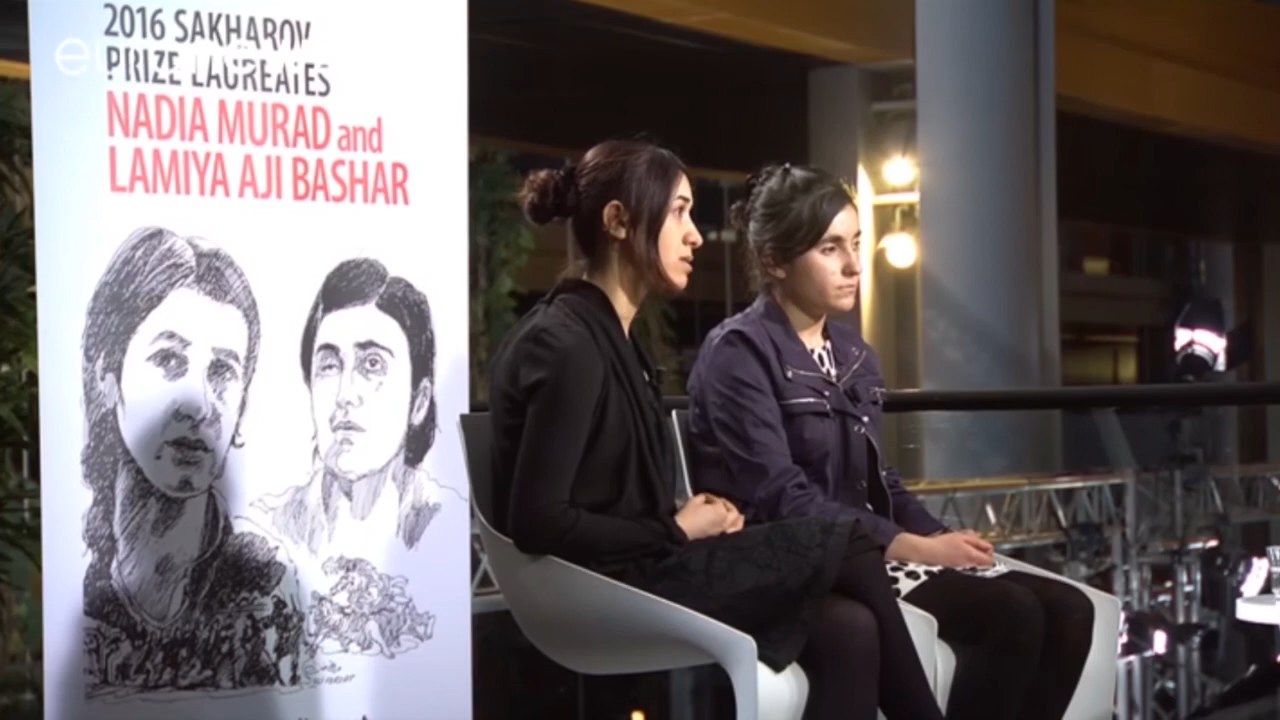 2016 SAKHAROV
PRIZE LAUREATES
NADIA MURAD and
LAMIYA AJI BASHAR